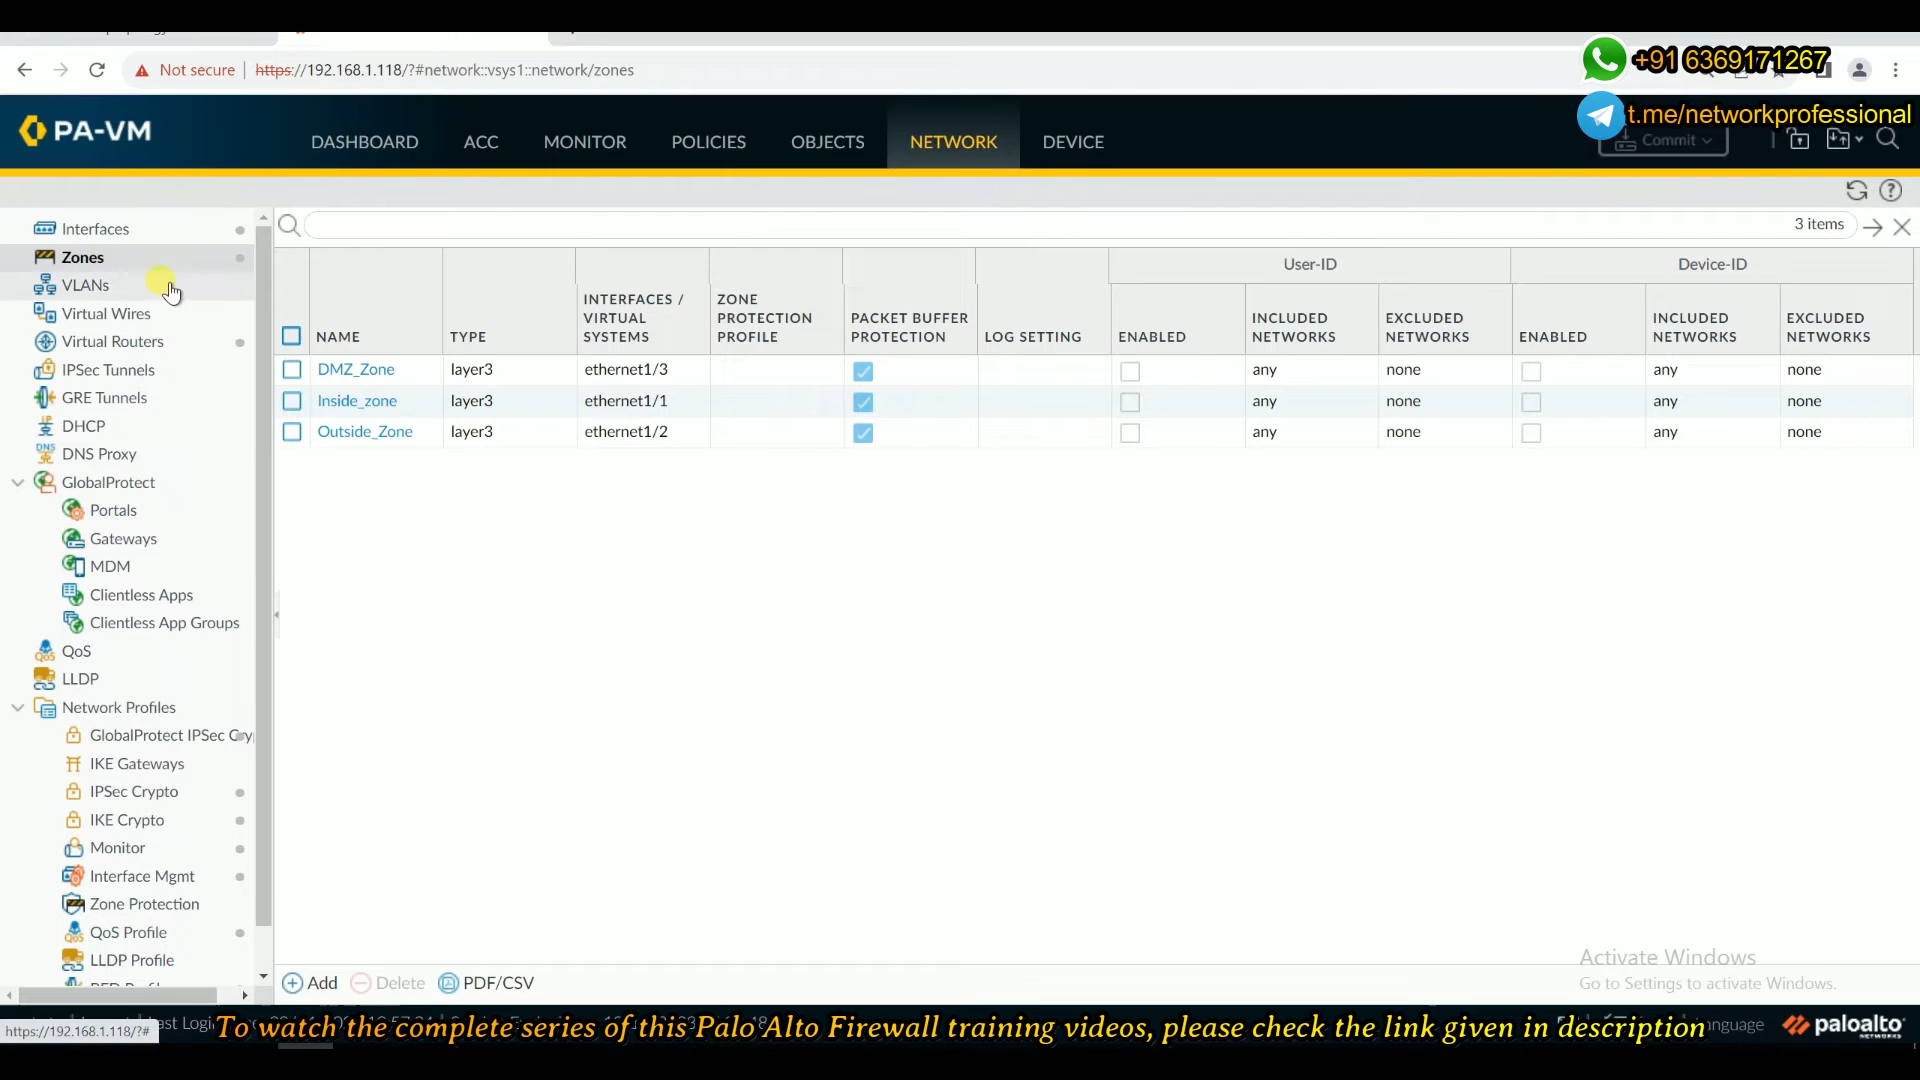 Not secure
https://192.168.1.118/?#network::vsys1::network/zones
+91 6369171267
t.me/networkprofessional
PA-VM
DASHBOARD
ACC
MONITOR
POLICIES
OBJECTS
NETWORK
DEVICE
Commit
Interfaces
Zones
VLANs
Virtual Wires
Virtual Routers
IPSec Tunnels
GRE Tunnels
DHCP
DNS Proxy
GlobalProtect
Portals
Gateways
MDM
Clientless Apps
Clientless App Groups
QoS
LLDP
Network Profiles
GlobalProtect IPSec Cry
IKE Gateways
IPSec Crypto
IKE Crypto
Monitor
Interface Mgmt
Zone Protection
QoS Profile
LLDP Profile
3 items
User-ID
Device-ID
NAME
TYPE
INTERFACES /
VIRTUAL
SYSTEMS
ZONE
PROTECTION
PROFILE
PACKET BUFFER
PROTECTION
LOG SETTING
ENABLED
INCLUDED
NETWORKS
EXCLUDED
NETWORKS
ENABLED
INCLUDED
NETWORKS
EXCLUDED
NETWORKS
DMZ_Zone layer3 ethernet1/3 any none any none
Inside_zone layer3 ethernet1/1 any none any none
Outside_Zone layer3 ethernet1/2 any none any none
Add
Delete
PDF/CSV
Activate Windows
Go to Settings to activate Windows.
https://192.168.1.118/?#
To watch the complete series of this Palo Alto Firewall training videos, please check the link given in description
paloalto
NETWORKS